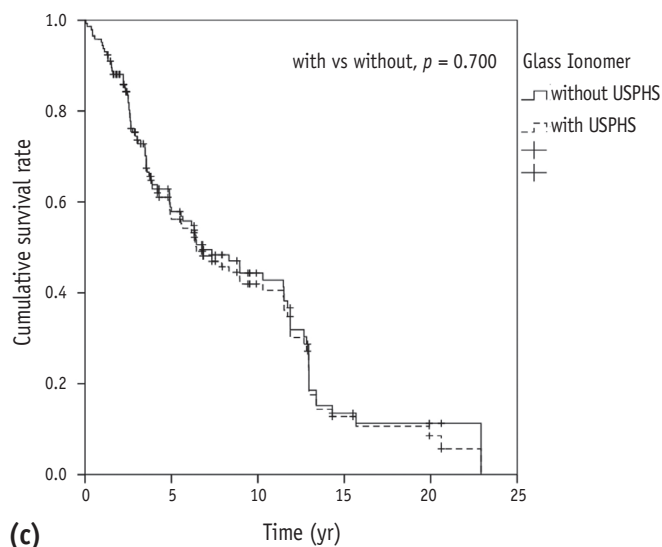 1.0
with vs without, p = 0.700
Glass Ionomer
without USPHS
with USPHS
0.8
0.6
0.4
0.2
0.0
Cumulative survival rate
0 5 10 15 20 25
Time (yr)
(c)